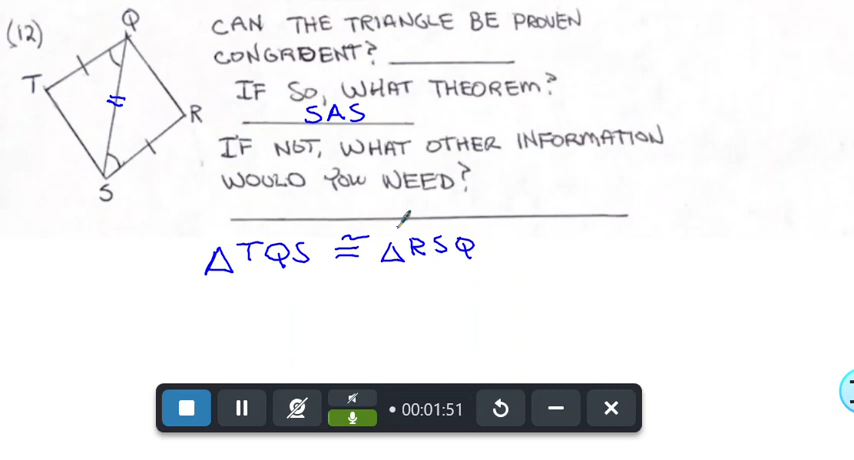 (12)
Q
T
R
S
CAN THE TRIANGLE BE PROVEN
CONGRUENT?
IF SO, WHAT THEOREM?
SAS
IF NOT, WHAT OTHER INFORMATION
WOULD YOU NEED?
△TQS ≅ △RSQ
00:01:51